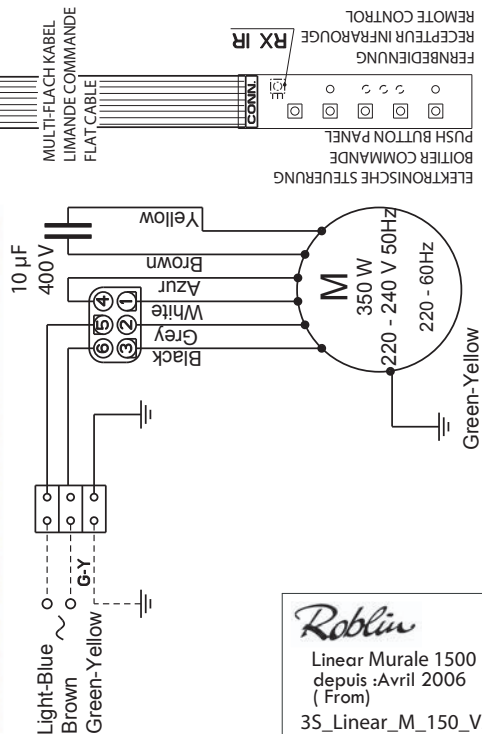 MULTI-FLACH KABEL
LIMANDE COMMANDE
FLAT CABLE
RX IR
FERNBEDIENUNG
RECEPTEUR INFRAROUGE
REMOTE CONTROL
CONN.
ELEKTRONISCHE STEUERUNG
BOITIER COMMANDE
PUSH BUTTON PANEL
10 µF
400 V
Yellow
Brown
Azur
White
Grey
Black
4 1
5 2
6 3
M
350 W
220 - 240 V 50Hz
220 - 60Hz
Green-Yellow
Light-Blue
Brown
Green-Yellow
G-Y
Roblin
Linear Murale 1500
depuis :Avril 2006
( From)
3S_Linear_M_150_V